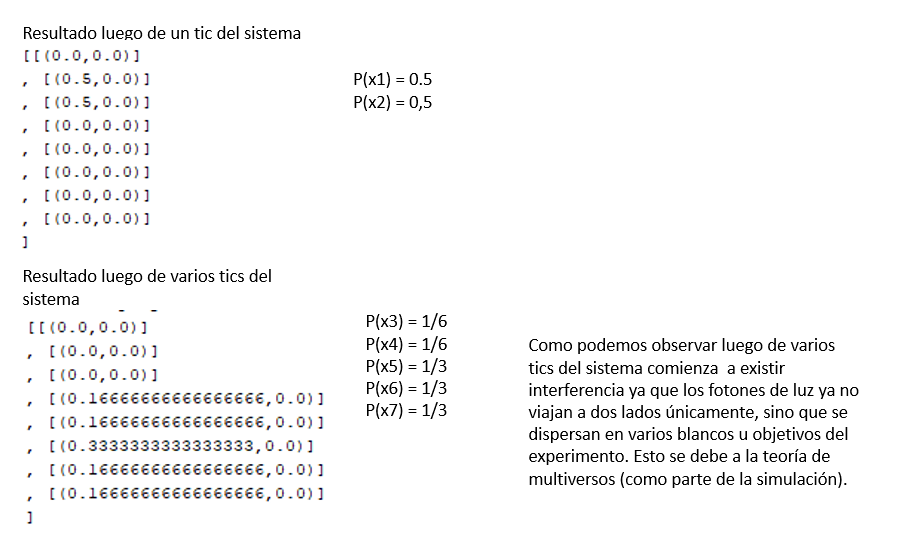 Resultado luego de un tic del sistema
[[(0.0,0.0)]
, [(0.5,0.0)]
, [(0.5,0.0)]
, [(0.0,0.0)]
, [(0.0,0.0)]
, [(0.0,0.0)]
, [(0.0,0.0)]
, [(0.0,0.0)]
]
P(x1) = 0.5
P(x2) = 0,5
Resultado luego de varios tics del
sistema
[[(0.0,0.0)]
, [(0.0,0.0)]
, [(0.0,0.0)]
, [(0.16666666666666666,0.0)]
, [(0.16666666666666666,0.0)]
, [(0.3333333333333333,0.0)]
, [(0.16666666666666666,0.0)]
, [(0.16666666666666666,0.0)]
]
P(x3) = 1/6
P(x4) = 1/6
P(x5) = 1/3
P(x6) = 1/3
P(x7) = 1/3
Como podemos observar luego de varios
tics del sistema comienza  a existir
interferencia ya que los fotones de luz ya no
viajan a dos lados únicamente, sino que se
dispersan en varios blancos u objetivos del
experimento. Esto se debe a la teoría de
multiversos (como parte de la simulación).